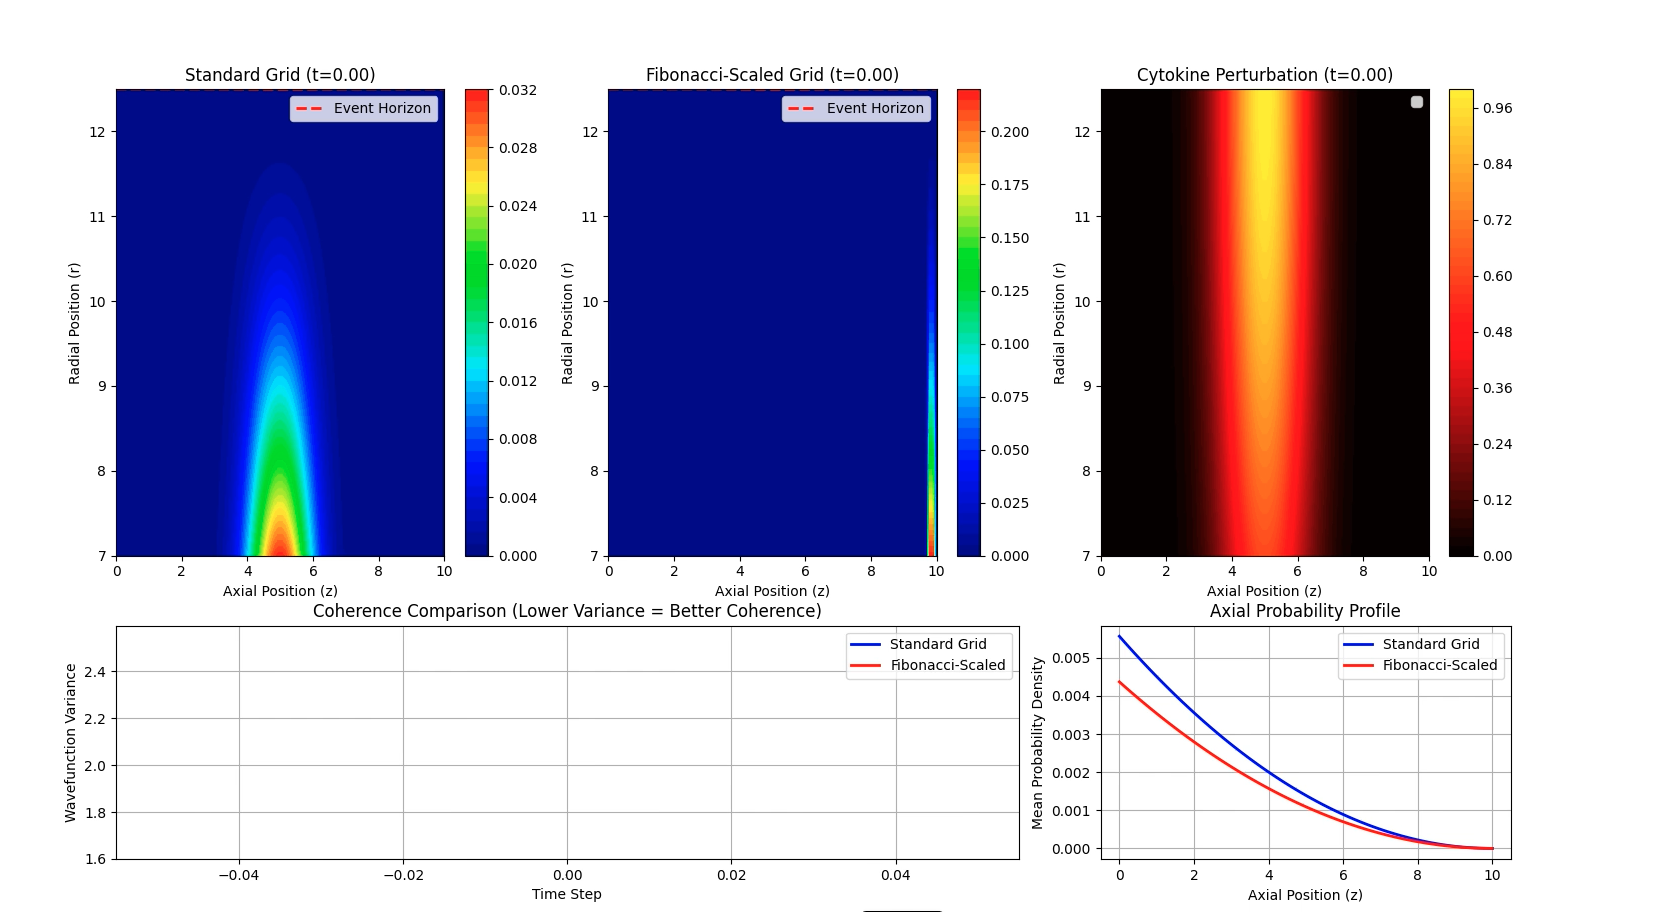 Standard Grid (t=0.00)
Fibonacci-Scaled Grid (t=0.00)
Cytokine Perturbation (t=0.00)
Event Horizon
Radial Position (r)
12
11
10
9
8
7
0 2 4 6 8 10
Axial Position (z)
0.032
0.028
0.024
0.020
0.016
0.012
0.008
0.004
0.000
Event Horizon
Radial Position (r)
12
11
10
9
8
7
0 2 4 6 8 10
Axial Position (z)
0.200
0.175
0.150
0.125
0.100
0.075
0.050
0.025
0.000
Radial Position (r)
12
11
10
9
8
7
0 2 4 6 8 10
Axial Position (z)
0.96
0.84
0.72
0.60
0.48
0.36
0.24
0.12
0.00
Coherence Comparison (Lower Variance = Better Coherence)
Standard Grid
Fibonacci-Scaled
Wavefunction Variance
2.4
2.2
2.0
1.8
1.6
−0.04 −0.02 0.00 0.02 0.04
Time Step
Axial Probability Profile
Standard Grid
Fibonacci-Scaled
Mean Probability Density
0.005
0.004
0.003
0.002
0.001
0.000
0 2 4 6 8 10
Axial Position (z)